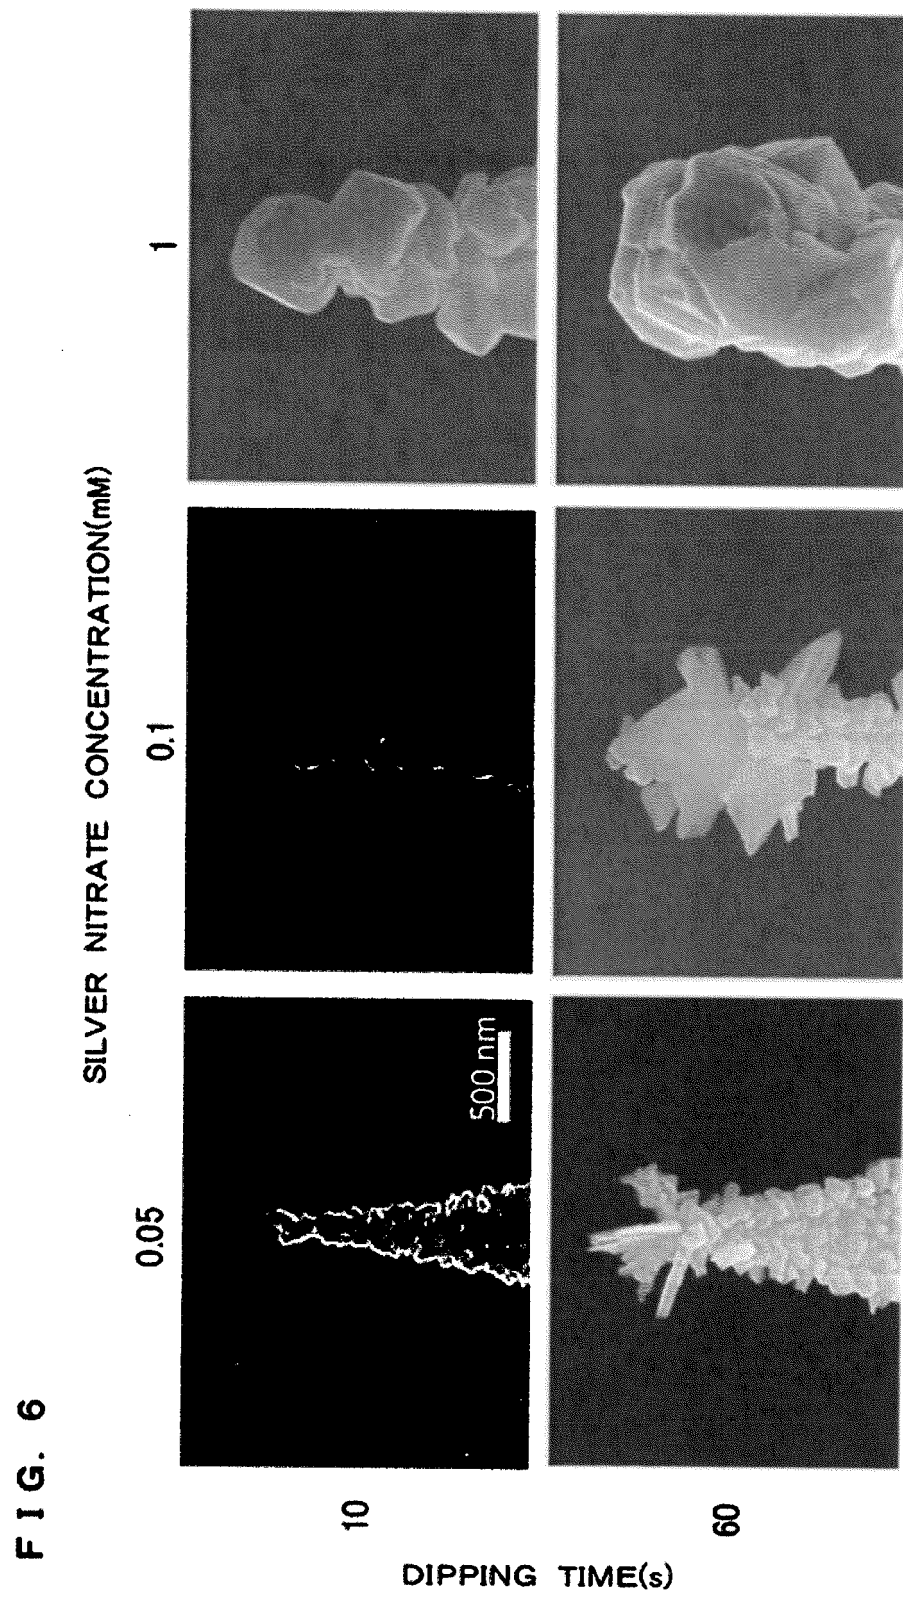 FIG. 6
SILVER NITRATE CONCENTRATION(mM)
0.05
0.1
1
DIPPING TIME(s)
10
500 nm
60